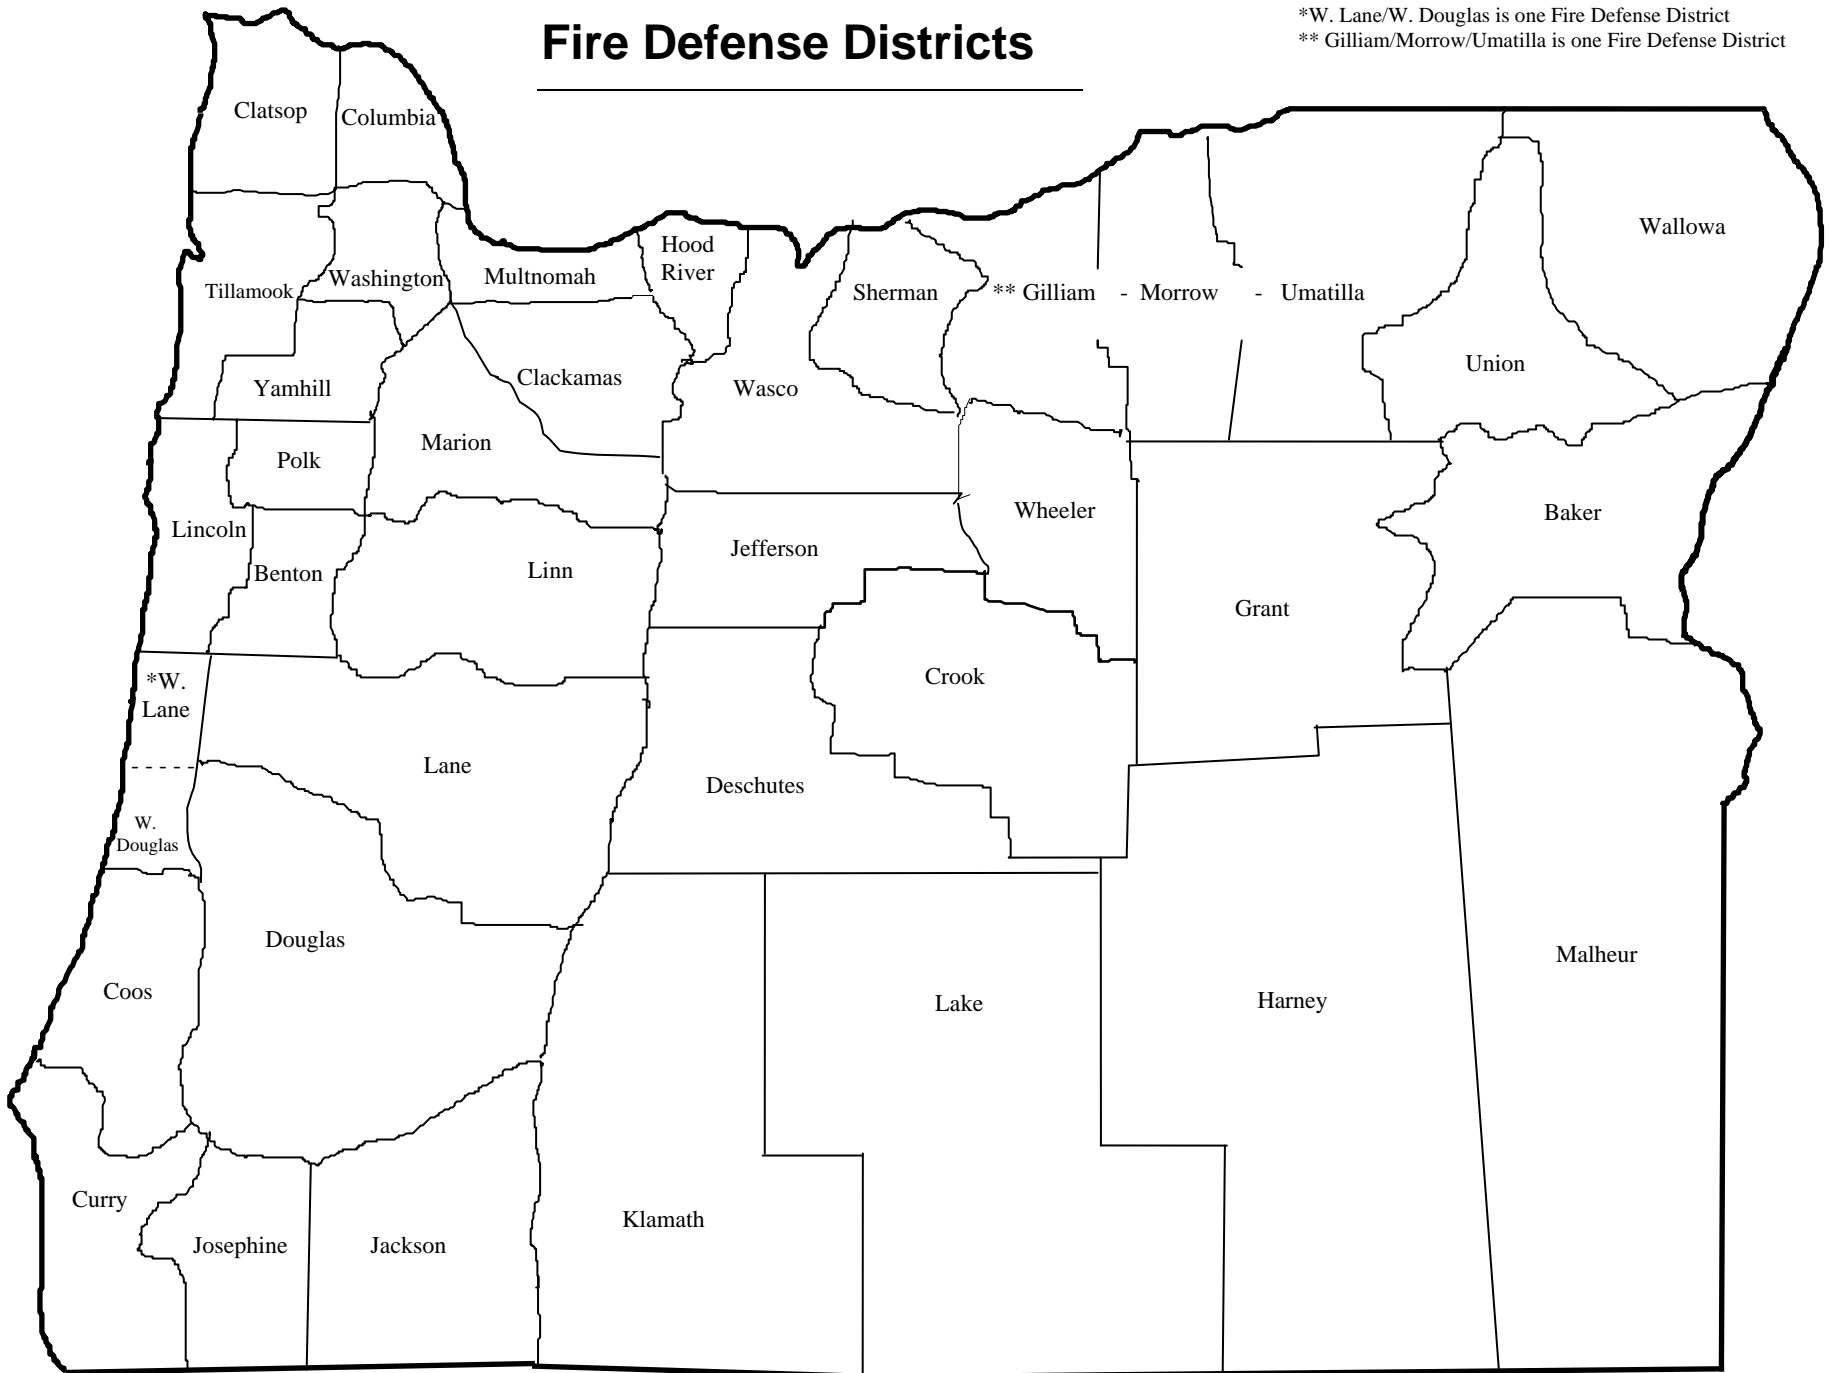 Fire Defense Districts
*W. Lane/W. Douglas is one Fire Defense District
** Gilliam/Morrow/Umatilla is one Fire Defense District
Clatsop
Columbia
Wallowa
Hood
River
Washington
Multnomah
Tillamook
Sherman
** Gilliam - Morrow - Umatilla
Union
Clackamas
Yamhill
Wasco
Marion
Polk
Wheeler
Baker
Lincoln
Jefferson
Benton
Linn
Grant
*W.
Lane
Crook
Lane
Deschutes
W.
Douglas
Douglas
Malheur
Coos
Lake
Harney
Curry
Klamath
Josephine
Jackson